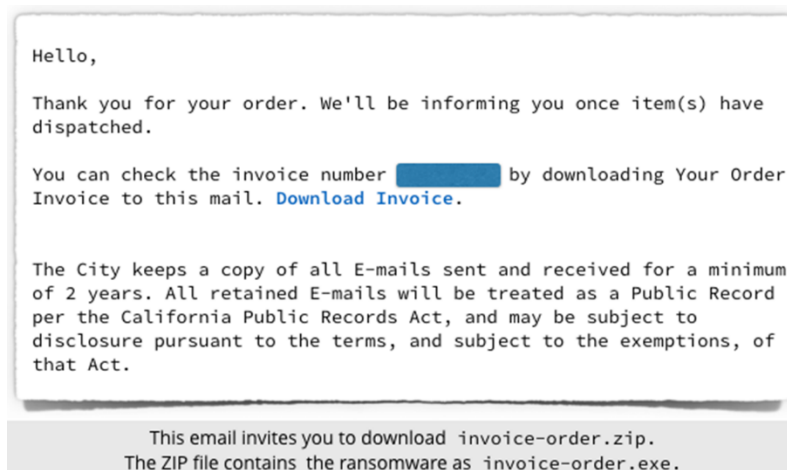 Hello,
Thank you for your order. We'll be informing you once item(s) have
dispatched.
You can check the invoice number by downloading Your Order
Invoice to this mail. Download Invoice.
The City keeps a copy of all E-mails sent and received for a minimum
of 2 years. All retained E-mails will be treated as a Public Record
per the California Public Records Act, and may be subject to
disclosure pursuant to the terms, and subject to the exemptions, of
that Act.
This email invites you to download invoice-order.zip.
The ZIP file contains the ransomware as invoice-order.exe.